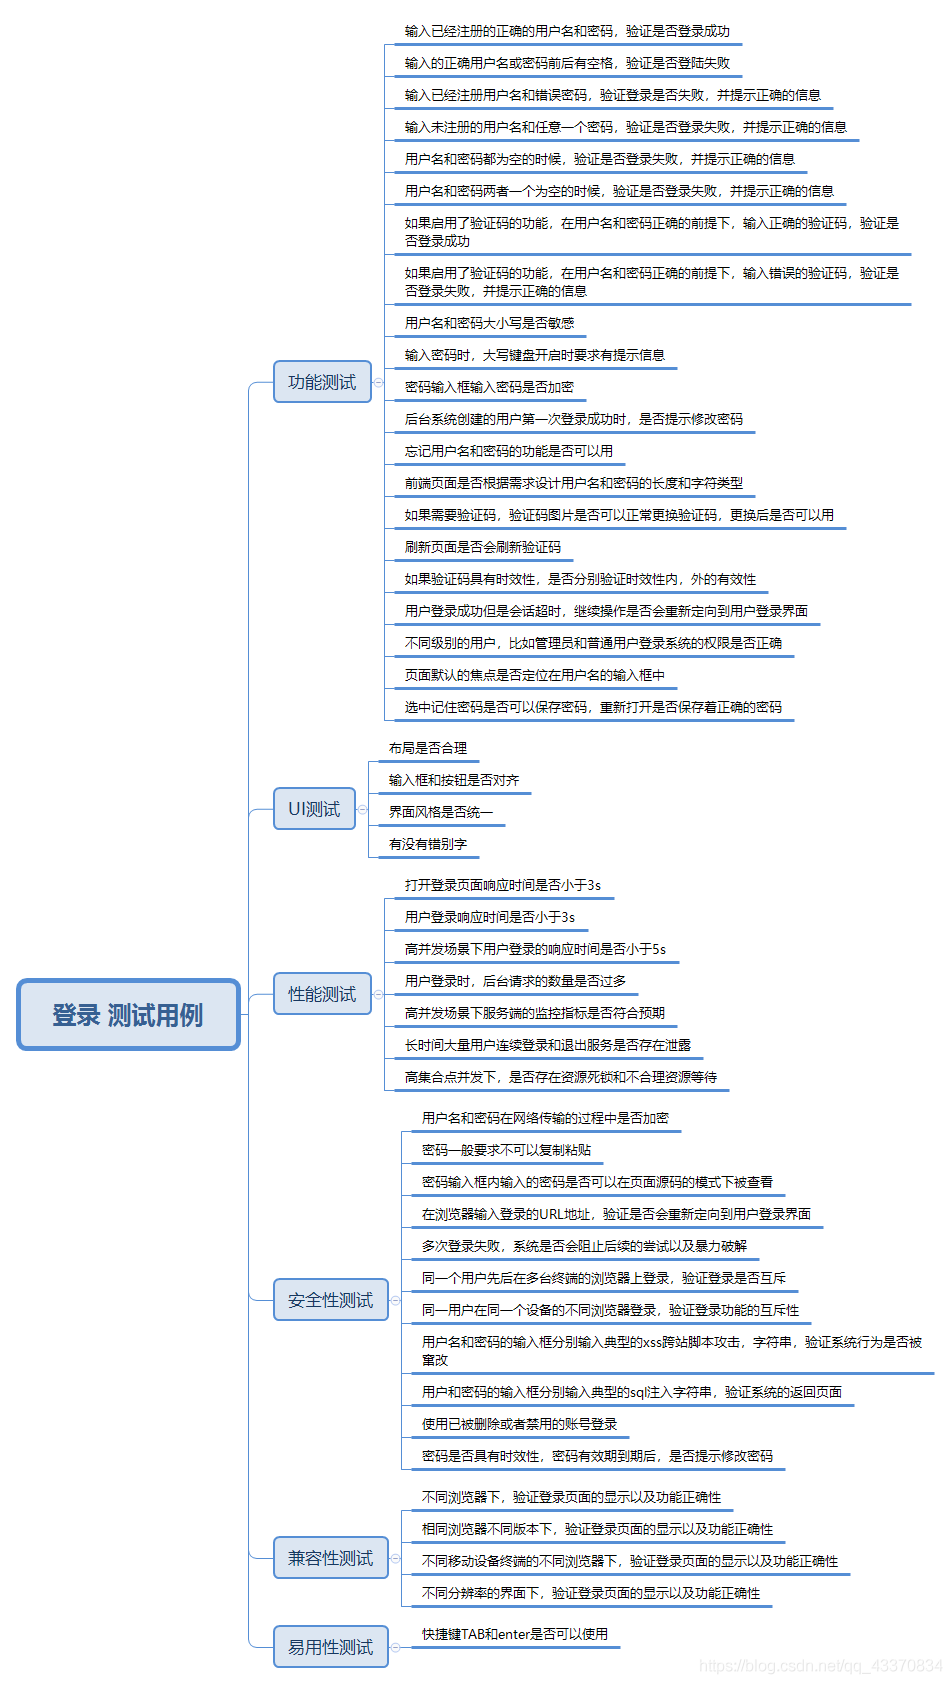 输入已经注册的正确的用户名和密码，验证是否登录成功
输入的正确用户名或密码前后有空格，验证是否登陆失败
输入已经注册用户名和错误密码，验证登录是否失败，并提示正确的信息
输入未注册的用户名和任意一个密码，验证是否登录失败，并提示正确的信息
用户名和密码都为空的时候，验证是否登录失败，并提示正确的信息
用户名和密码两者一个为空的时候，验证是否登录失败，并提示正确的信息
如果启用了验证码的功能，在用户名和密码正确的前提下，输入正确的验证码，验证是
否登录成功
如果启用了验证码的功能，在用户名和密码正确的前提下，输入错误的验证码，验证是
否登录失败，并提示正确的信息
用户名和密码大小写是否敏感
输入密码时，大写键盘开启时要求有提示信息
功能测试
密码输入框输入密码是否加密
后台系统创建的用户第一次登录成功时，是否提示修改密码
忘记用户名和密码的功能是否可以用
前端页面是否根据需求设计用户名和密码的长度和字符类型
如果需要验证码，验证码图片是否可以正常更换验证码，更换后是否可以用
刷新页面是否会刷新验证码
如果验证码具有时效性，是否分别验证时效性内，外的有效性
用户登录成功但是会话超时，继续操作是否会重新定向到用户登录界面
不同级别的用户，比如管理员和普通用户登录系统的权限是否正确
页面默认的焦点是否定位在用户名的输入框中
选中记住密码是否可以保存密码，重新打开是否保存着正确的密码
布局是否合理
输入框和按钮是否对齐
UI测试
界面风格是否统一
有没有错别字
打开登录页面响应时间是否小于3s
用户登录响应时间是否小于3s
高并发场景下用户登录的响应时间是否小于5s
用户登录时，后台请求的数量是否过多
性能测试
登录 测试用例
高并发场景下服务端的监控指标是否符合预期
长时间大量用户连续登录和退出服务是否存在泄露
高集合点并发下，是否存在资源死锁和不合理资源等待
用户名和密码在网络传输的过程中是否加密
密码一般要求不可以复制粘贴
密码输入框内输入的密码是否可以在页面源码的模式下被查看
在浏览器输入登录的URL地址，验证是否会重新定向到用户登录界面
多次登录失败，系统是否会阻止后续的尝试以及暴力破解
同一个用户先后在多台终端的浏览器上登录，验证登录是否互斥
安全性测试
同一用户在同一个设备的不同浏览器登录，验证登录功能的互斥性
用户名和密码的输入框分别输入典型的xss跨站脚本攻击，字符串，验证系统行为是否被
窜改
用户和密码的输入框分别输入典型的sql注入字符串，验证系统的返回页面
使用已被删除或者禁用的账号登录
密码是否具有时效性，密码有效期到期后，是否提示修改密码
不同浏览器下，验证登录页面的显示以及功能正确性
相同浏览器不同版本下，验证登录页面的显示以及功能正确性
兼容性测试
不同移动设备终端的不同浏览器下，验证登录页面的显示以及功能正确性
不同分辨率的界面下，验证登录页面的显示以及功能正确性
易用性测试
快捷键TAB和enter是否可以使用
https://blog.csdn.net/qq_43370834